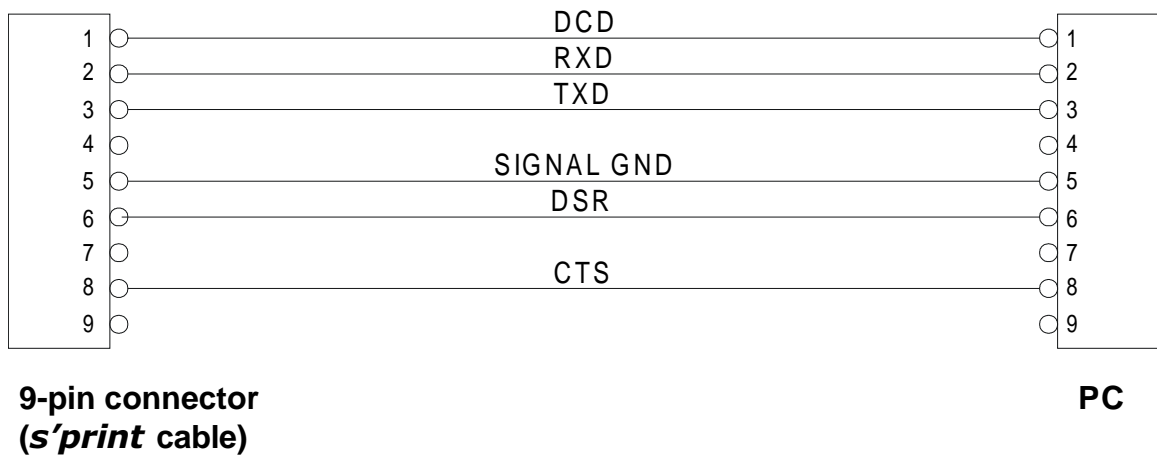 DCD
1 1
RXD
2 2
TXD
3 3
4 4
SIGNAL GND
5 5
DSR
6 6
7 7
CTS
8 8
9 9
9-pin connector PC
(s’print cable)